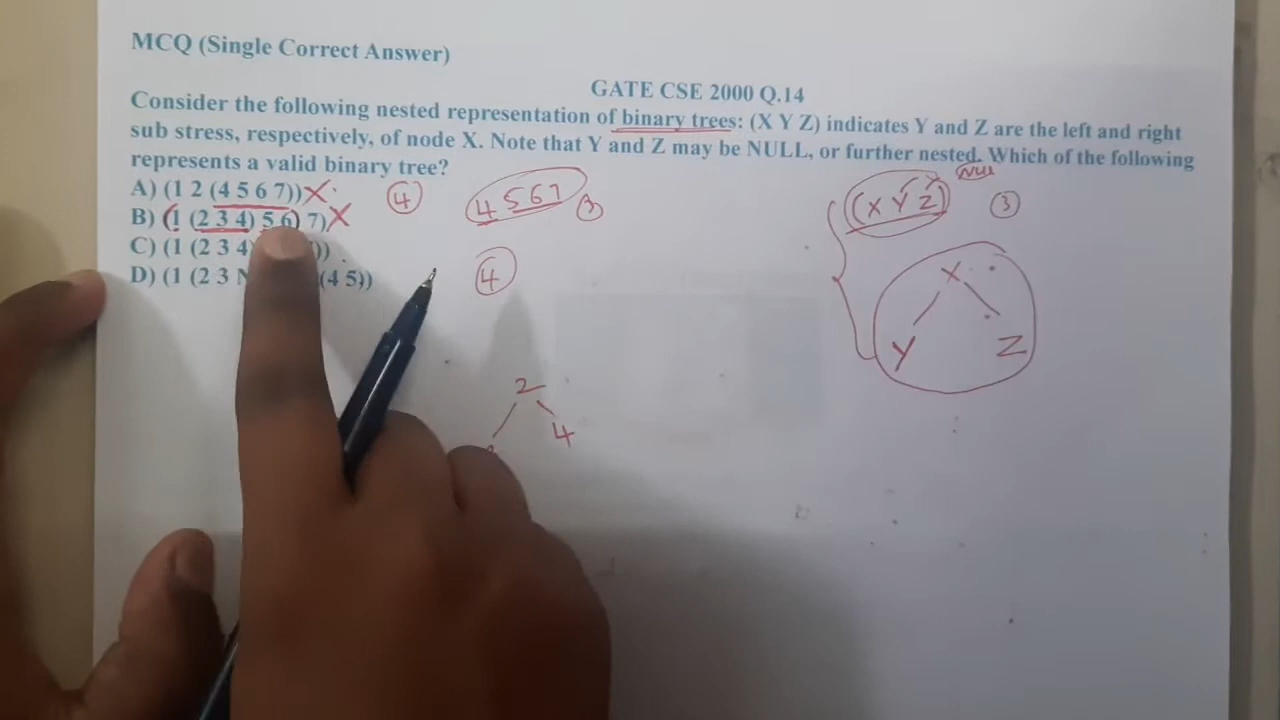 MCQ (Single Correct Answer)
GATE CSE 2000 Q.14
Consider the following nested representation of binary trees: (X Y Z) indicates Y and Z are the left and right
sub stress, respectively, of node X. Note that Y and Z may be NULL, or further nested. Which of the following
represents a valid binary tree?
A) (1 2 (4 5 6 7)) X
B) (1 (2 3 4) 5 6) 7) X
C) (1 (2 3 4) ))
D) (1 (2 3 N (4 5))
4
4 5 6 7
3
4
2
4
NULL
(X Y Z)
3
X
Y Z